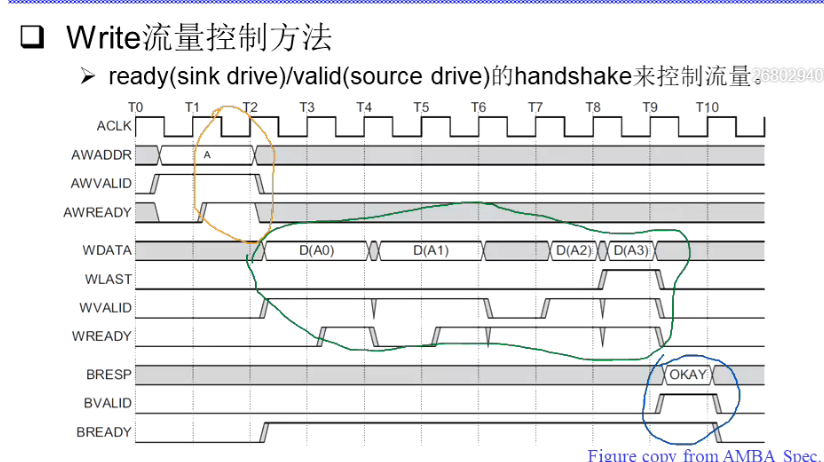 ❑ Write流量控制方法
➢ ready(sink drive)/valid(source drive)的handshake来控制流量。
26802940
T0 T1 T2 T3 T4 T5 T6 T7 T8 T9 T10
ACLK
AWADDR A
AWVALID
AWREADY
WDATA D(A0) D(A1) D(A2) D(A3)
WLAST
WVALID
WREADY
BRESP OKAY
BVALID
BREADY
Figure copy from AMBA Spec.